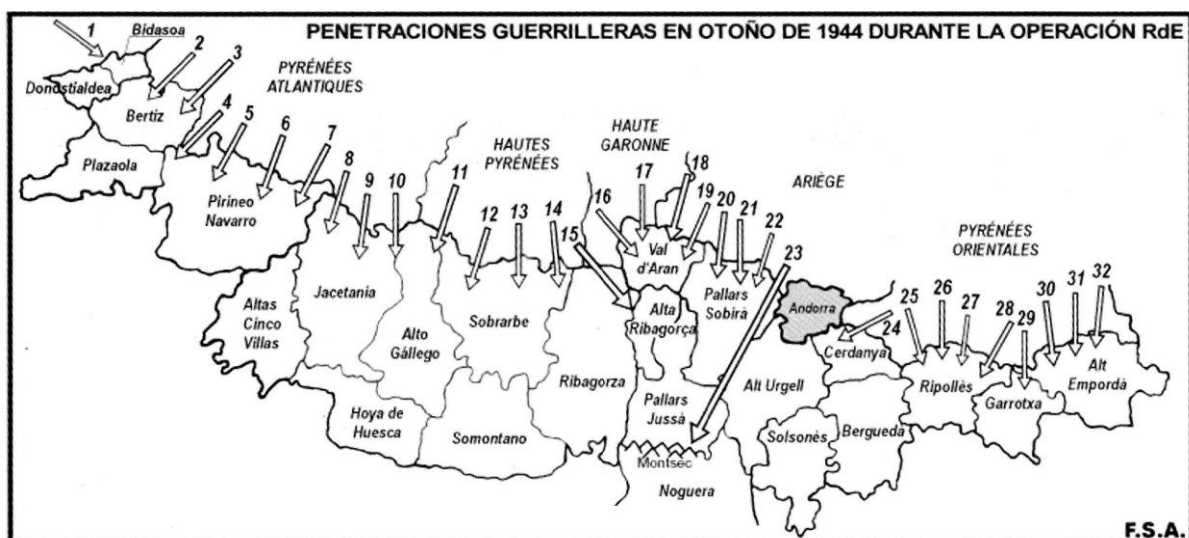 PENETRACIONES GUERRILLERAS EN OTOÑO DE 1944 DURANTE LA OPERACIÓN RdE
1
Bidasoa
2
3
PYRÉNÉES
ATLANTIQUES
Donostialdea
Bertiz
4
5
6
7
HAUTES
PYRÉNÉES
HAUTE
GARONNE
Plazaola
8
9
10
11
12
13
14
15
16
17
18
19
20
21
22
23
ARIÈGE
PYRÉNÉES
ORIENTALES
Pirineo
Navarro
Val
d'Aran
Pallars
Sobirà
Andorra
24
25
26
27
28
29
30
31
32
Altas
Cinco
Villas
Jacetania
Alto
Gállego
Sobrarbe
Alta
Ribagorça
Cerdanya
Ribagorza
Alt Urgell
Ripollès
Garrotxa
Alt
Empordà
Hoya de
Huesca
Somontano
Pallars
Jussà
Solsonès
Bergueda
Montsec
Noguera
F.S.A.